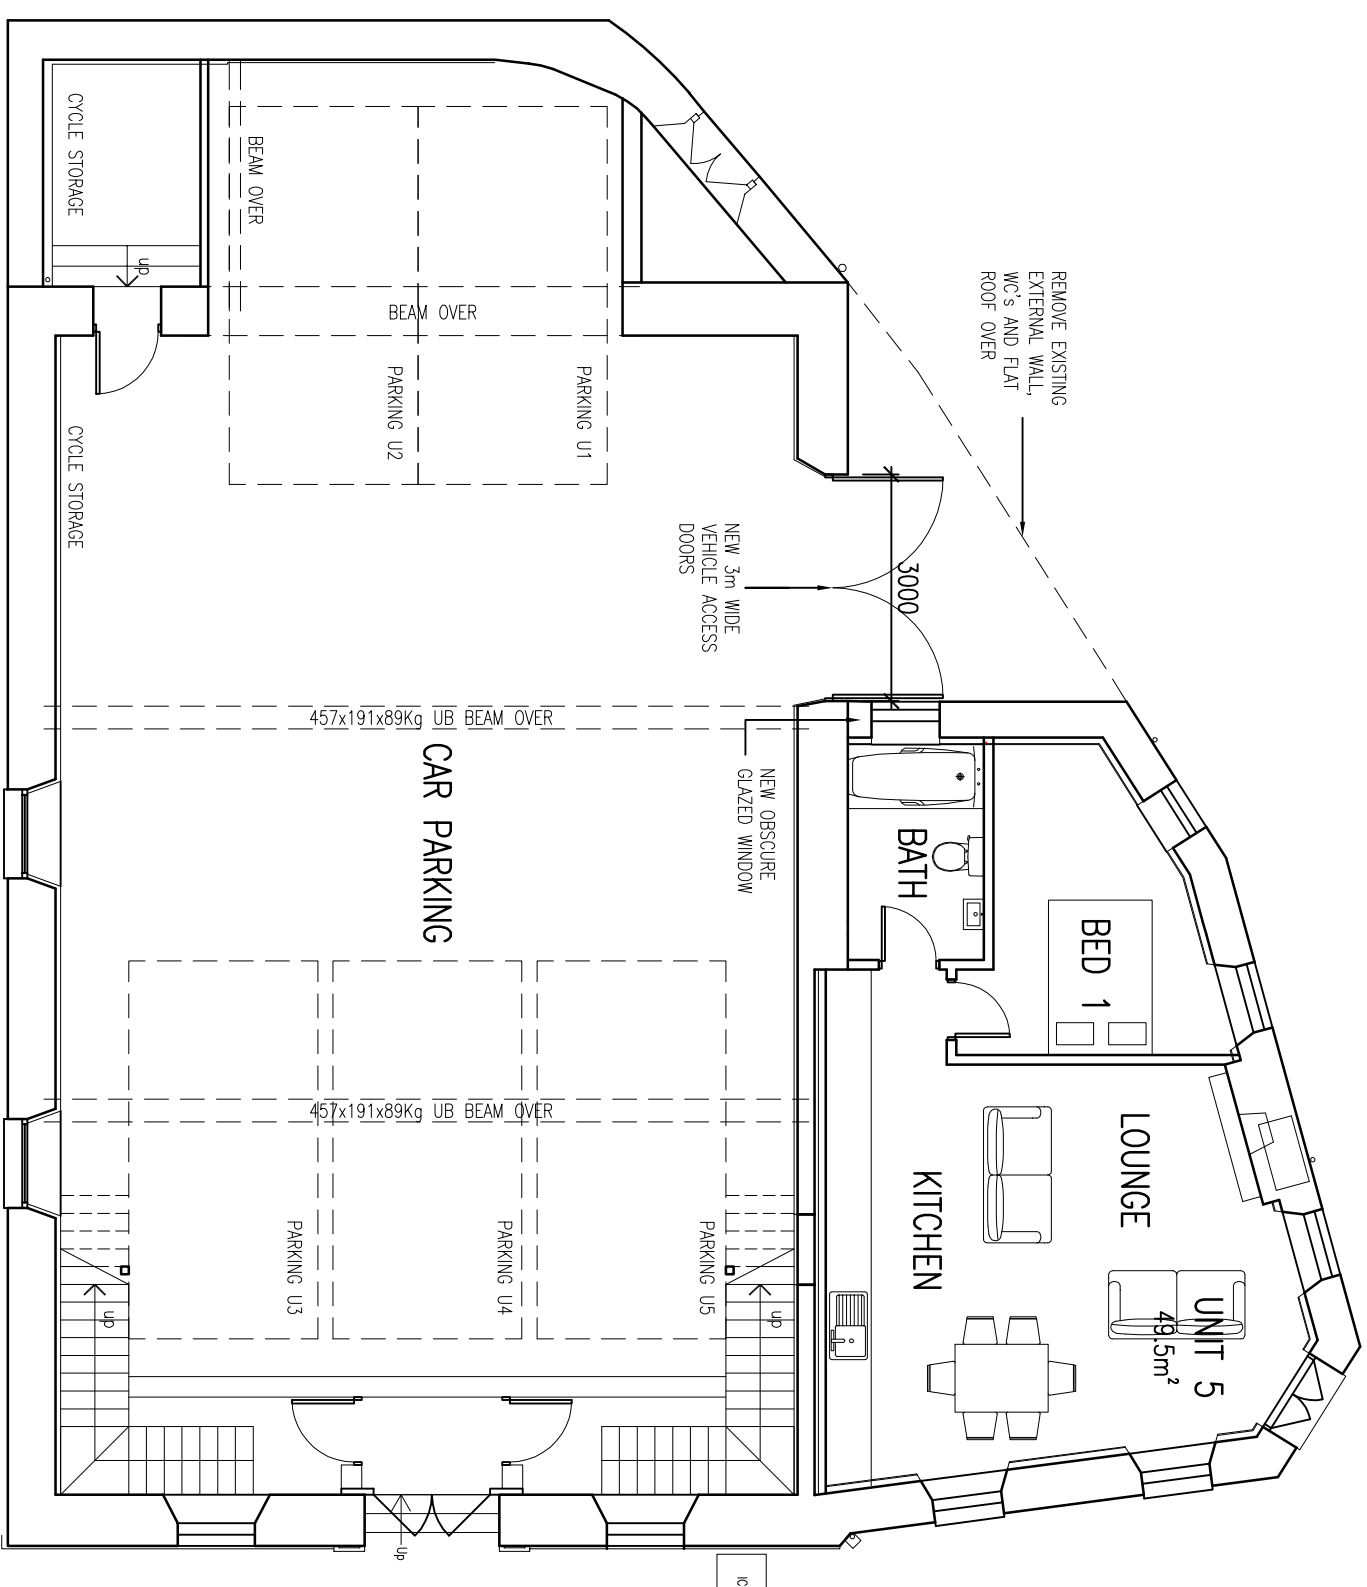 REMOVE EXISTING
EXTERNAL WALL,
WC's AND FLAT
ROOF OVER
CYCLE STORAGE
up
BEAM OVER
BEAM OVER
PARKING U1
PARKING U2
CYCLE STORAGE
NEW 3m WIDE
VEHICLE ACCESS
DOORS
3000
457x191x89Kg UB BEAM OVER
CAR PARKING
NEW OBSCURE
GLAZED WINDOW
BATH
BED 1
LOUNGE
KITCHEN
UNIT 5
49.5m²
457x191x89Kg UB BEAM OVER
PARKING U5
PARKING U4
PARKING U3
up
up
Up
IC